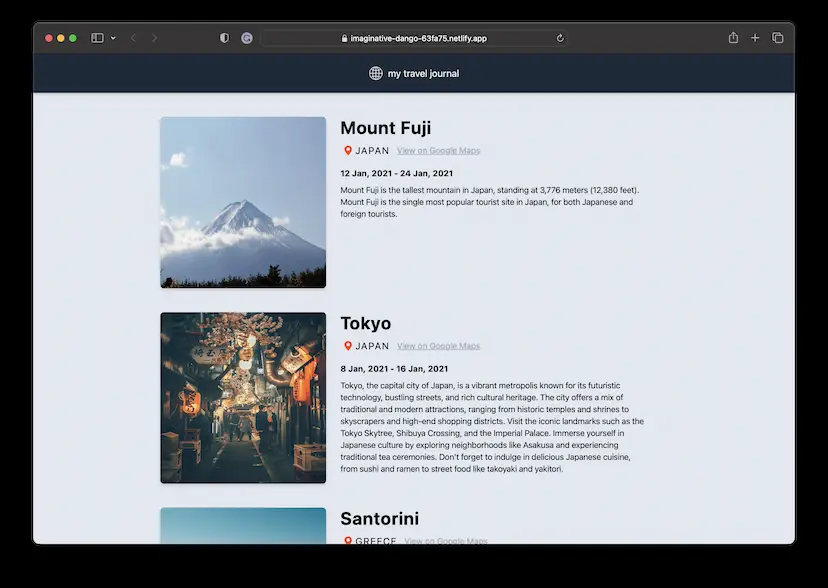 imaginative-dango-63fa75.netlify.app
my travel journal
Mount Fuji
JAPAN View on Google Maps
12 Jan, 2021 - 24 Jan, 2021
Mount Fuji is the tallest mountain in Japan, standing at 3,776 meters (12,380 feet).
Mount Fuji is the single most popular tourist site in Japan, for both Japanese and
foreign tourists.
Tokyo
JAPAN View on Google Maps
8 Jan, 2021 - 16 Jan, 2021
Tokyo, the capital city of Japan, is a vibrant metropolis known for its futuristic
technology, bustling streets, and rich cultural heritage. The city offers a mix of
traditional and modern attractions, ranging from historic temples and shrines to
skyscrapers and high-end shopping districts. Visit the iconic landmarks such as the
Tokyo Skytree, Shibuya Crossing, and the Imperial Palace. Immerse yourself in
Japanese culture by exploring neighborhoods like Asakusa and experiencing
traditional tea ceremonies. Don't forget to indulge in delicious Japanese cuisine,
from sushi and ramen to street food like takoyaki and yakitori.
Santorini
GREECE View on Google Maps